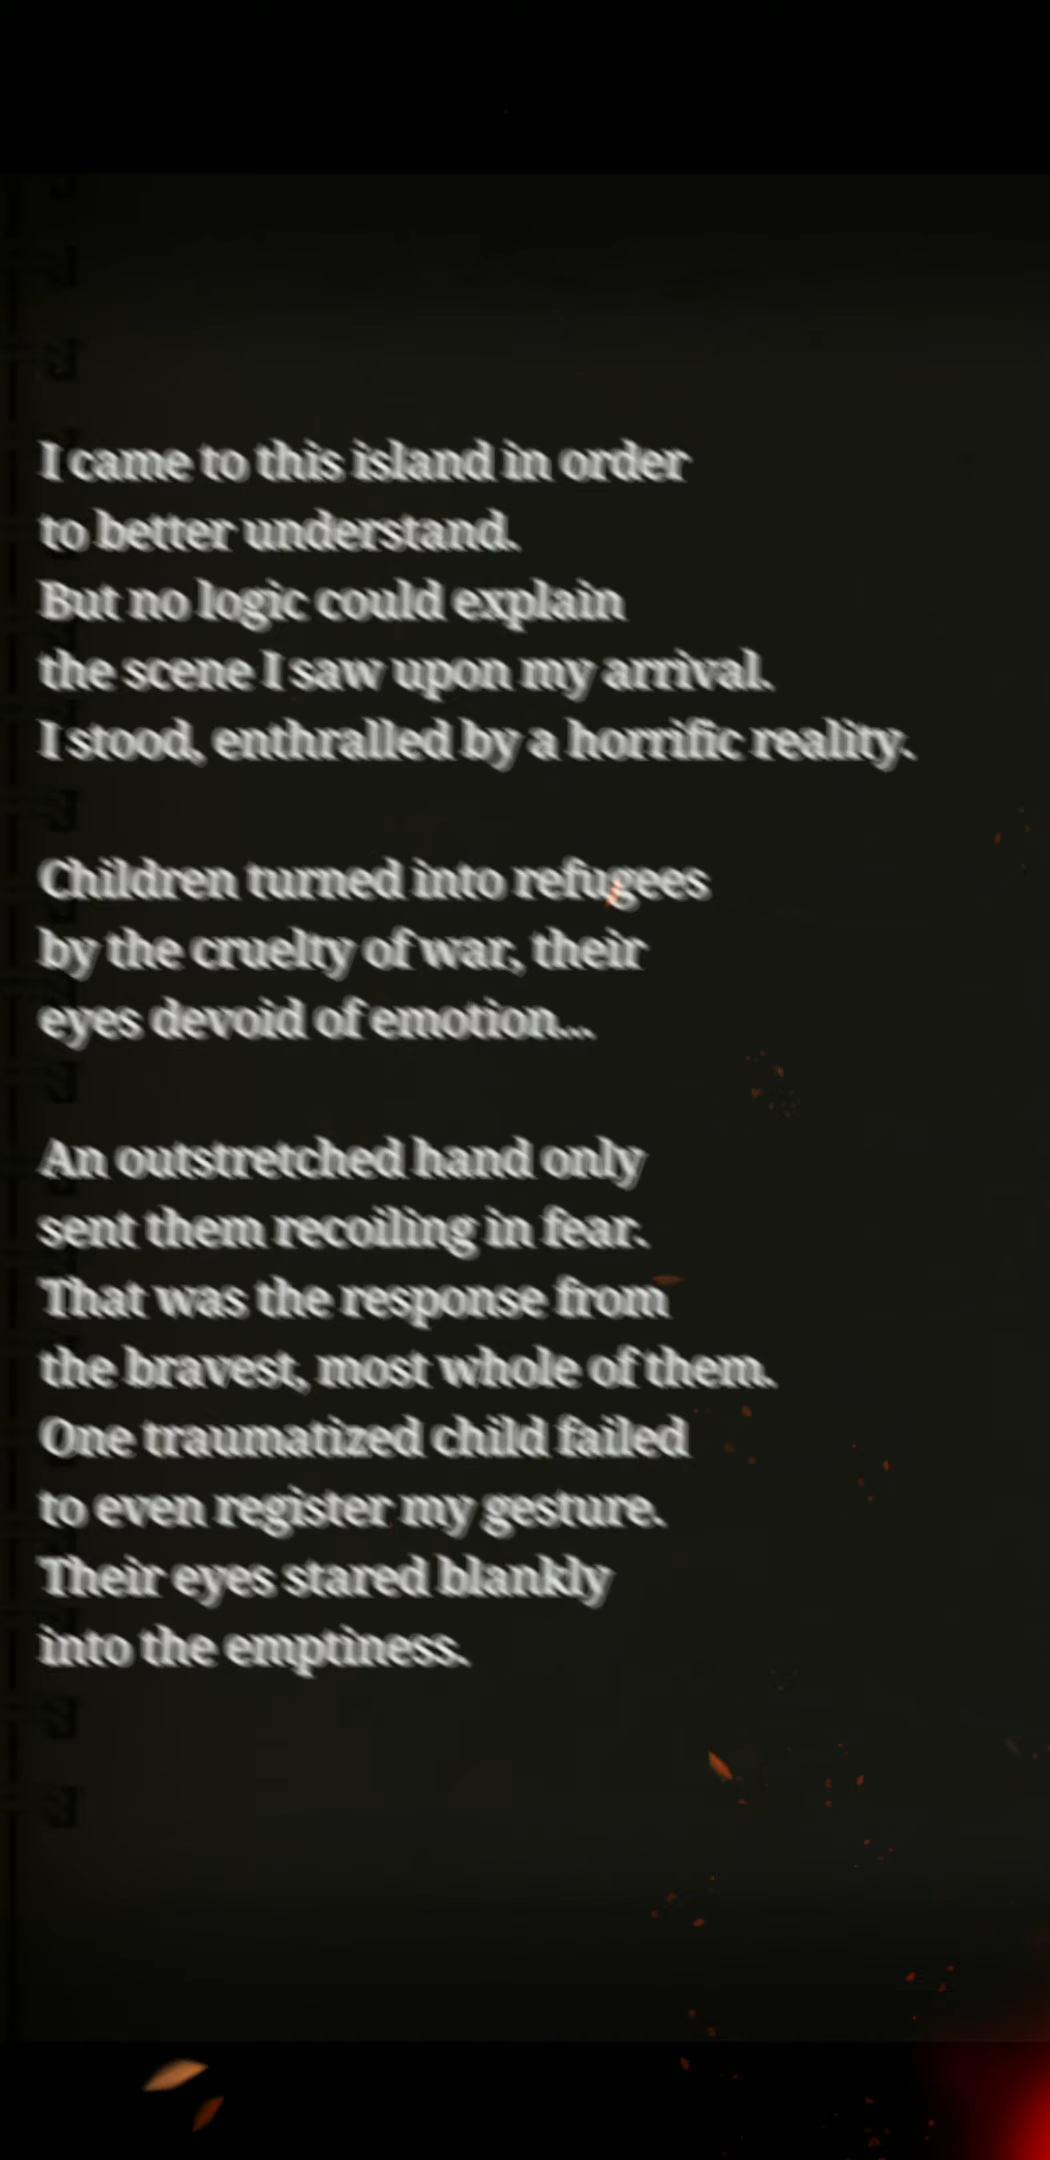 I came to this island in order
to better understand.
But no logic could explain
the scene I saw upon my arrival.
I stood, enthralled by a horrific reality.
Children turned into refugees
by the cruelty of war, their
eyes devoid of emotion...
An outstretched hand only
sent them recoiling in fear.
That was the response from
the bravest, most whole of them.
One traumatized child failed
to even register my gesture.
Their eyes stared blankly
into the emptiness.